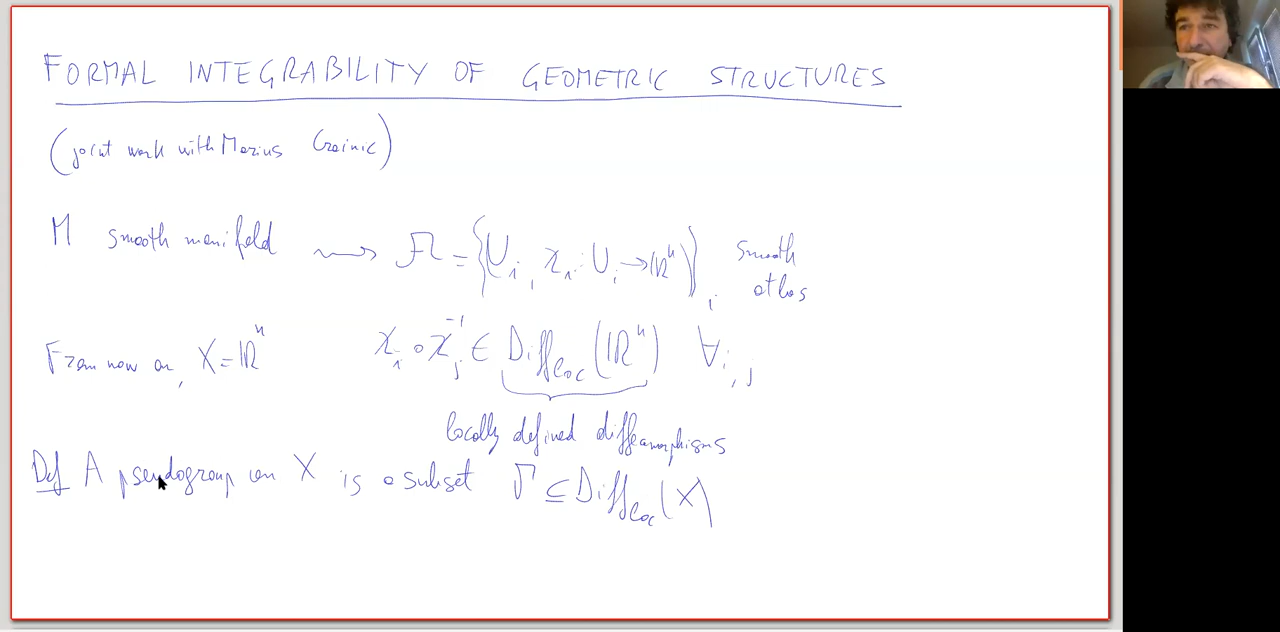 FORMAL INTEGRABILITY OF GEOMETRIC STRUCTURES
(joint work with Marius Crainic)
M smooth manifold ⇝ 𝒜 = {U_i, χ_i : U_i → ℝ^n}_i smooth atlas
From now on, X = ℝ^n χ_i ∘ χ_j^{-1} ∈ Diff_loc(ℝ^n) ∀ i, j
locally defined diffeomorphisms
Def A pseudogroup on X is a subset Γ ⊆ Diff_loc(X)